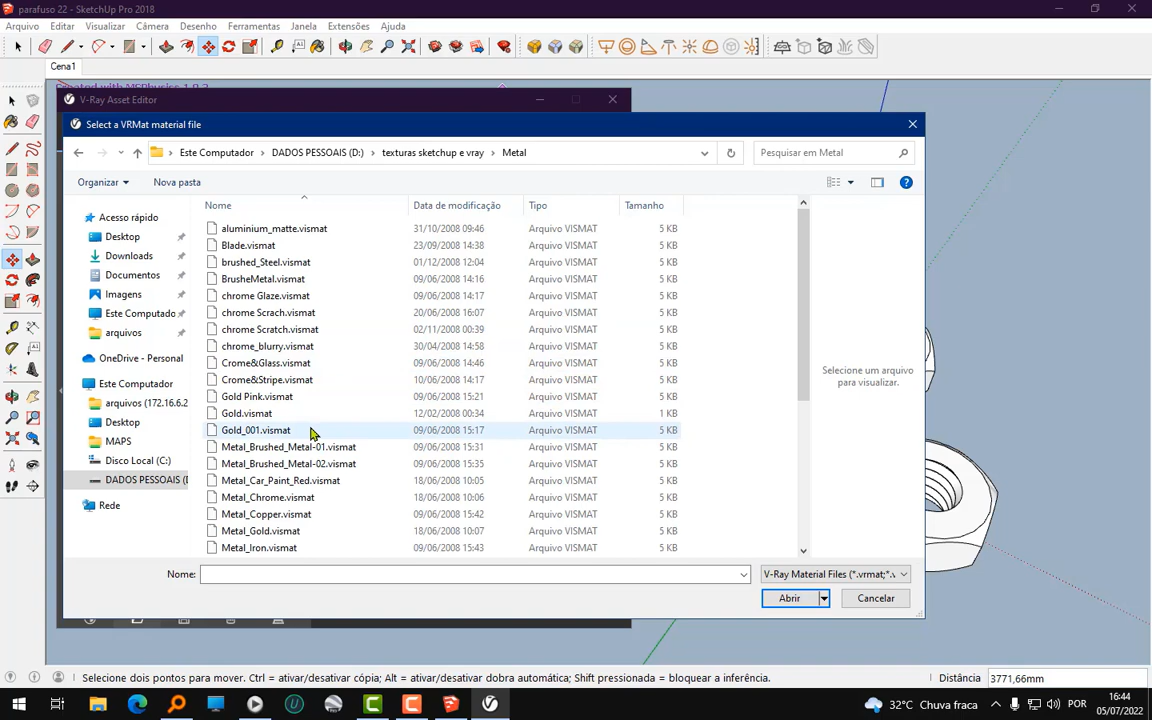 parafuso 22 - SketchUp Pro 2018
Arquivo Editar Visualizar Câmera Desenho Ferramentas Janela Extensões Ajuda
Cena1
V-Ray Asset Editor
Select a VRMat material file
Este Computador DADOS PESSOAIS (D:) texturas sketchup e vray Metal
Pesquisar em Metal
Organizar Nova pasta
Nome Data de modificação Tipo Tamanho
Acesso rápido
Desktop
Downloads
Documentos
Imagens
Este Computado
arquivos
OneDrive - Personal
Este Computador
arquivos (172.16.6.2
Desktop
MAPS
Disco Local (C:)
DADOS PESSOAIS (I
Rede
aluminium_matte.vismat 31/10/2008 09:46 Arquivo VISMAT 5 KB
Blade.vismat 23/09/2008 14:38 Arquivo VISMAT 5 KB
brushed_Steel.vismat 01/12/2008 12:04 Arquivo VISMAT 5 KB
BrusheMetal.vismat 09/06/2008 14:16 Arquivo VISMAT 5 KB
chrome Glaze.vismat 09/06/2008 14:17 Arquivo VISMAT 5 KB
chrome Scrach.vismat 20/06/2008 16:07 Arquivo VISMAT 5 KB
chrome Scratch.vismat 02/11/2008 00:39 Arquivo VISMAT 5 KB
chrome_blurry.vismat 30/04/2008 14:58 Arquivo VISMAT 5 KB
Crome&Glass.vismat 09/06/2008 14:46 Arquivo VISMAT 5 KB
Crome&Stripe.vismat 10/06/2008 14:17 Arquivo VISMAT 5 KB
Gold Pink.vismat 09/06/2008 15:21 Arquivo VISMAT 5 KB
Gold.vismat 12/02/2008 00:34 Arquivo VISMAT 1 KB
Gold_001.vismat 09/06/2008 15:17 Arquivo VISMAT 5 KB
Metal_Brushed_Metal-01.vismat 09/06/2008 15:31 Arquivo VISMAT 5 KB
Metal_Brushed_Metal-02.vismat 09/06/2008 15:35 Arquivo VISMAT 5 KB
Metal_Car_Paint_Red.vismat 18/06/2008 10:05 Arquivo VISMAT 5 KB
Metal_Chrome.vismat 18/06/2008 10:06 Arquivo VISMAT 5 KB
Metal_Copper.vismat 09/06/2008 15:42 Arquivo VISMAT 5 KB
Metal_Gold.vismat 18/06/2008 10:07 Arquivo VISMAT 5 KB
Metal_Iron.vismat 09/06/2008 15:43 Arquivo VISMAT 5 KB
Selecione um arquivo
para visualizar.
Nome: V-Ray Material Files (*.vrmat;*.v
Abrir Cancelar
Selecione dois pontos para mover. Ctrl = ativar/desativar cópia; Alt = ativar/desativar dobra automática; Shift pressionada = bloquear a inferência. Distância 3771,66mm
32°C Chuva fraca POR 16:44
05/07/2022